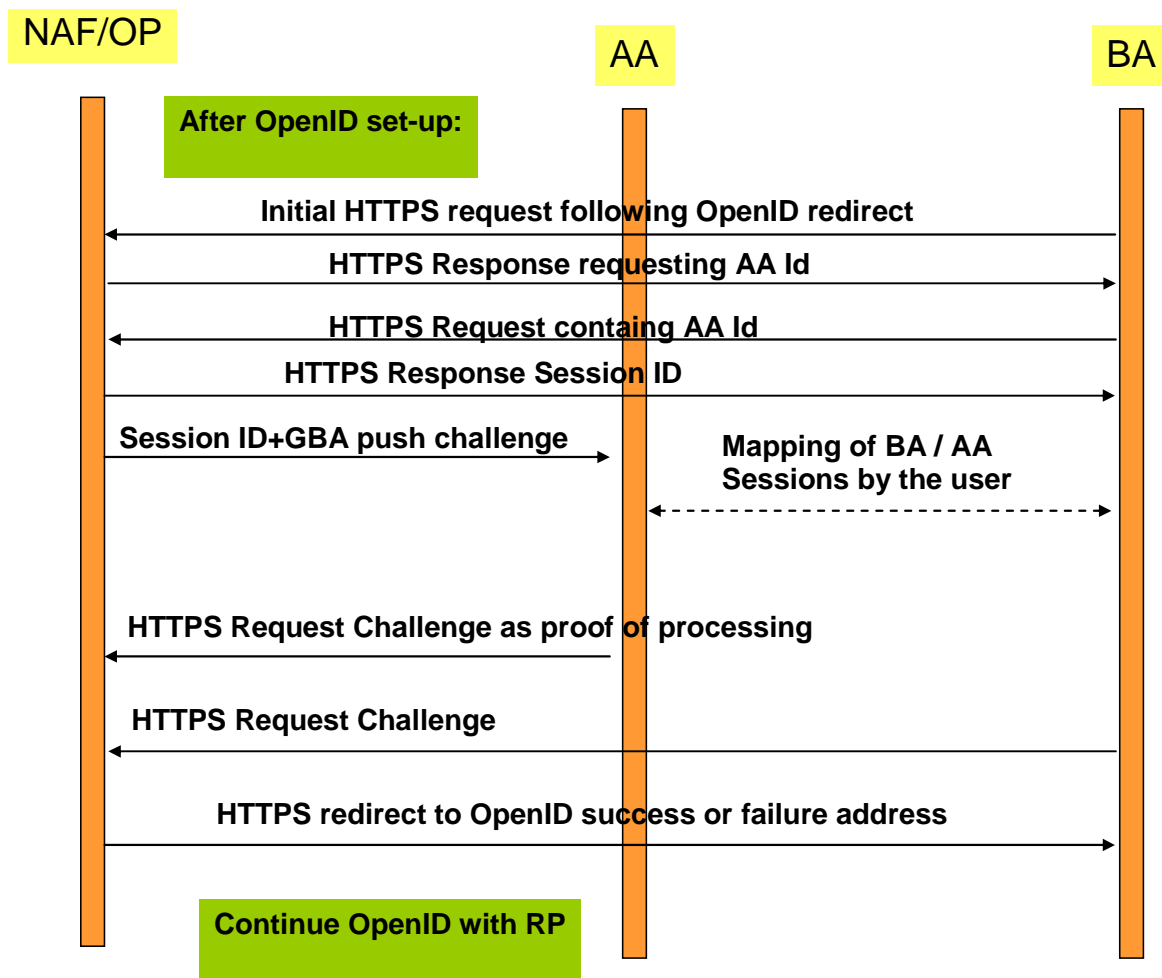 NAF/OP
AA
BA
After OpenID set-up:
Initial HTTPS request following OpenID redirect
HTTPS Response requesting AA Id
HTTPS Request containg AA Id
HTTPS Response Session ID
Session ID+GBA push challenge
Mapping of BA / AA
Sessions by the user
HTTPS Request Challenge as proof of processing
HTTPS Request Challenge
HTTPS redirect to OpenID success or failure address
Continue OpenID with RP